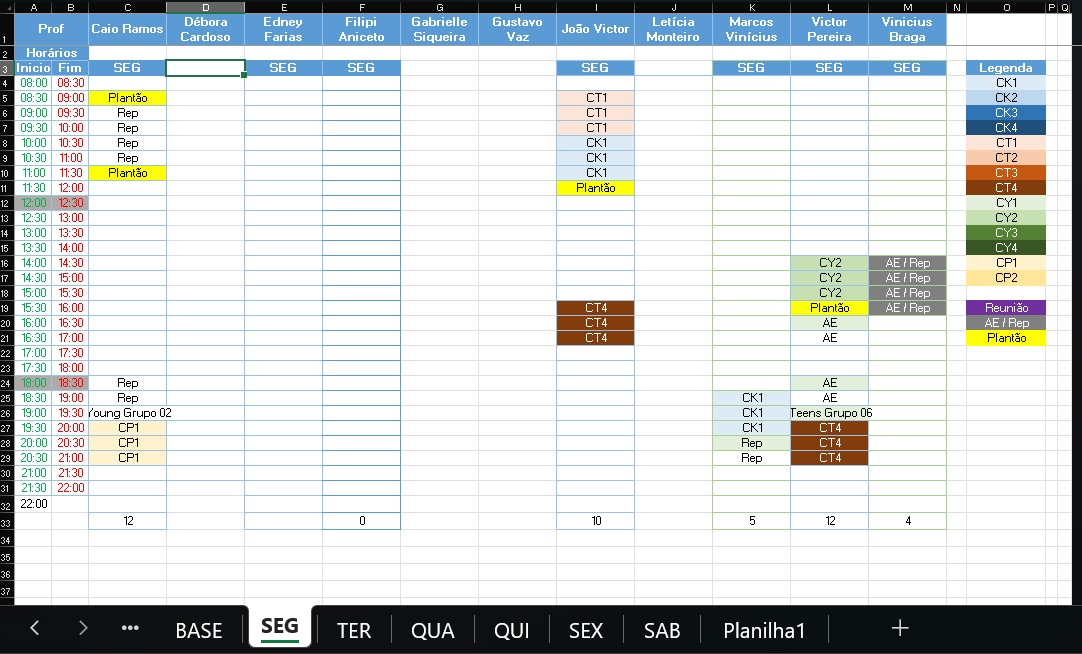 A B C D E F G H I J K L M N O P Q
1 Prof Caio Ramos Débora Cardoso Edney Farias Filipi Aniceto Gabrielle Siqueira Gustavo Vaz João Victor Letícia Monteiro Marcos Vinícius Victor Pereira Vinicius Braga
2 Horários
3 Inicio Fim SEG SEG SEG SEG SEG SEG SEG Legenda
4 08:00 08:30 CK1
5 08:30 09:00 Plantão CT1 CK2
6 09:00 09:30 Rep CT1 CK3
7 09:30 10:00 Rep CT1 CK4
8 10:00 10:30 Rep CK1 CT1
9 10:30 11:00 Rep CK1 CT2
10 11:00 11:30 Plantão CK1 CT3
11 11:30 12:00 Plantão CT4
12 12:00 12:30 CY1
13 12:30 13:00 CY2
14 13:00 13:30 CY3
15 13:30 14:00 CY4
16 14:00 14:30 CY2 AE / Rep CP1
17 14:30 15:00 CY2 AE / Rep CP2
18 15:00 15:30 CY2 AE / Rep
19 15:30 16:00 CT4 Plantão AE / Rep Reunião
20 16:00 16:30 CT4 AE AE / Rep
21 16:30 17:00 CT4 AE Plantão
22 17:00 17:30
23 17:30 18:00
24 18:00 18:30 Rep AE
25 18:30 19:00 Rep CK1 AE
26 19:00 19:30 Young Grupo 02 CK1 Teens Grupo 06
27 19:30 20:00 CP1 CK1 CT4
28 20:00 20:30 CP1 Rep CT4
29 20:30 21:00 CP1 Rep CT4
30 21:00 21:30
31 21:30 22:00
32 22:00
33 12 0 10 5 12 4
34
35
36
37
BASE SEG TER QUA QUI SEX SAB Planilha1